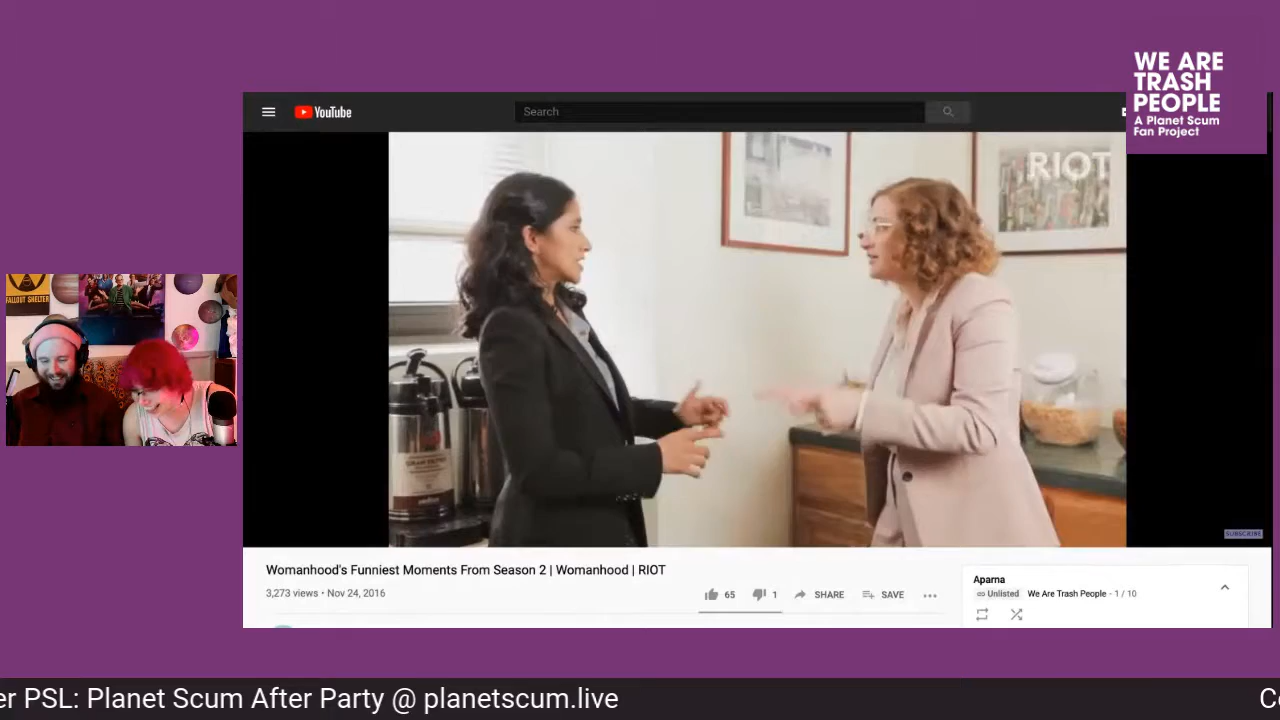 WE ARE
TRASH
PEOPLE
A Planet Scum
Fan Project
YouTube
Search
RIOT
FALLOUT SHELTER
SUBSCRIBE
Womanhood's Funniest Moments From Season 2 | Womanhood | RIOT
3,273 views • Nov 24, 2016
65
1
SHARE
SAVE
Aparna
Unlisted We Are Trash People - 1 / 10
er PSL: Planet Scum After Party @ planetscum.live
Co